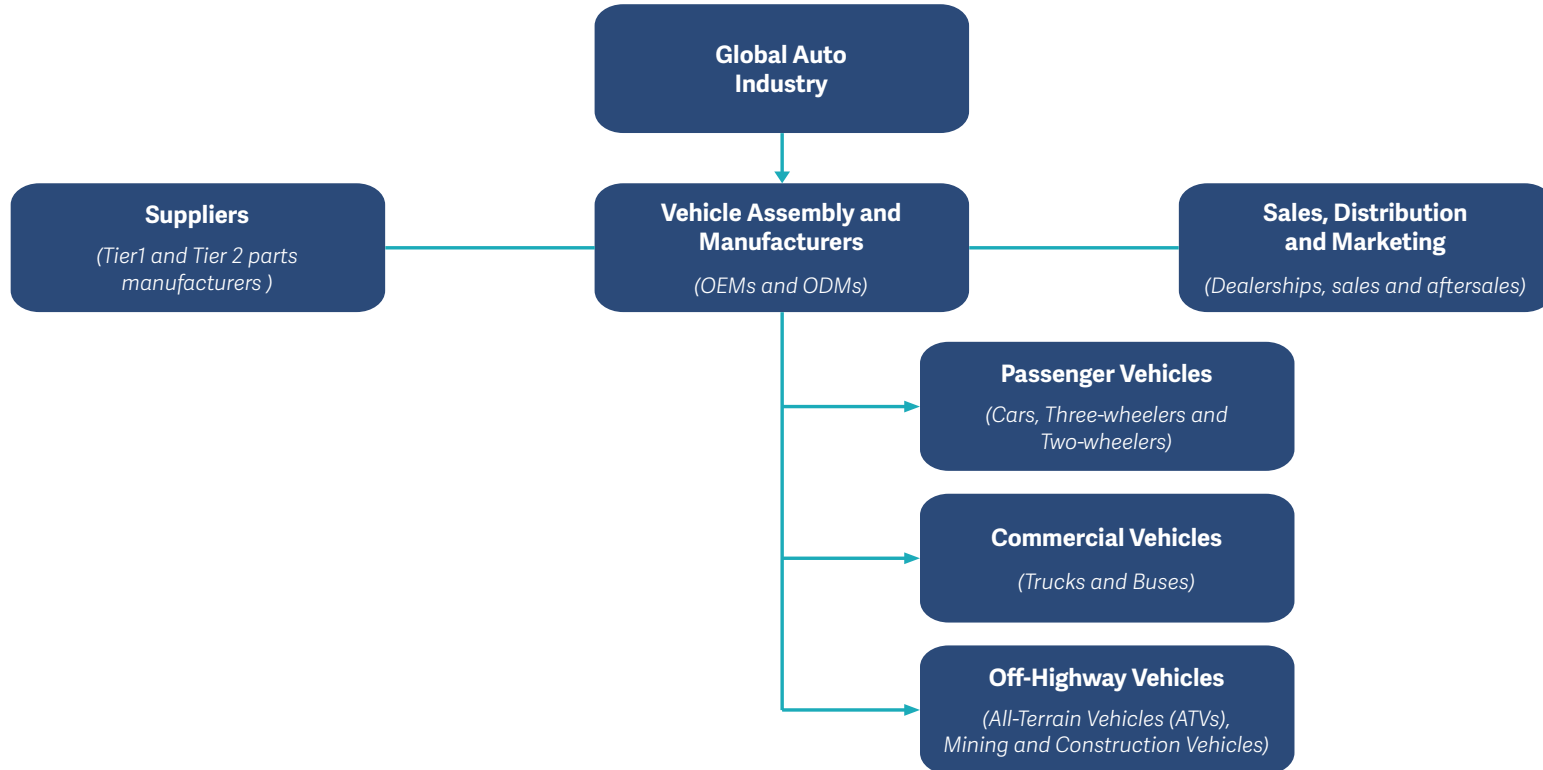 Global Auto
Industry
Suppliers
(Tier1 and Tier 2 parts
manufacturers )
Vehicle Assembly and
Manufacturers
(OEMs and ODMs)
Sales, Distribution
and Marketing
(Dealerships, sales and aftersales)
Passenger Vehicles
(Cars, Three-wheelers and
Two-wheelers)
Commercial Vehicles
(Trucks and Buses)
Off-Highway Vehicles
(All-Terrain Vehicles (ATVs),
Mining and Construction Vehicles)